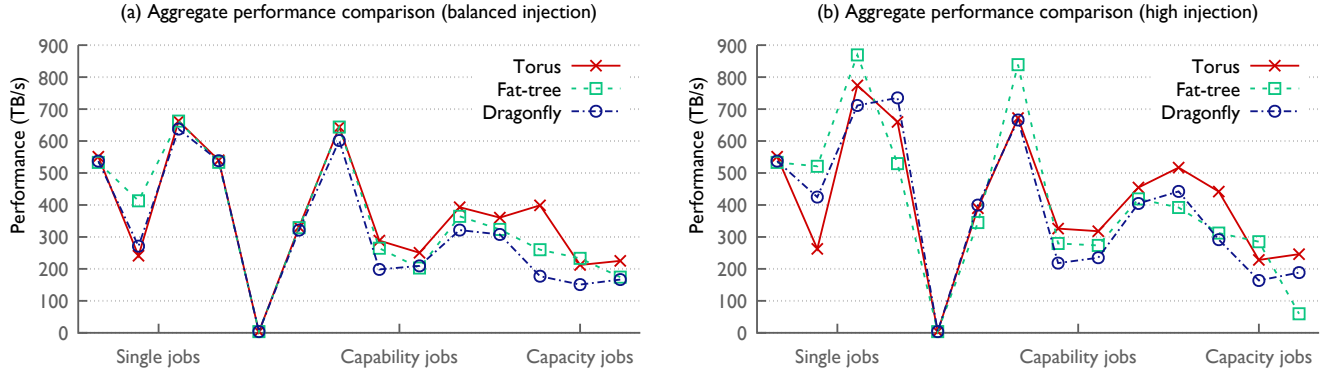 (a) Aggregate performance comparison (balanced injection)
900
800
700
600
500
400
300
200
100
0
Performance (TB/s)
Torus
Fat-tree
Dragonfly
Single jobs
Capability jobs
Capacity jobs
(b) Aggregate performance comparison (high injection)
900
800
700
600
500
400
300
200
100
0
Performance (TB/s)
Torus
Fat-tree
Dragonfly
Single jobs
Capability jobs
Capacity jobs